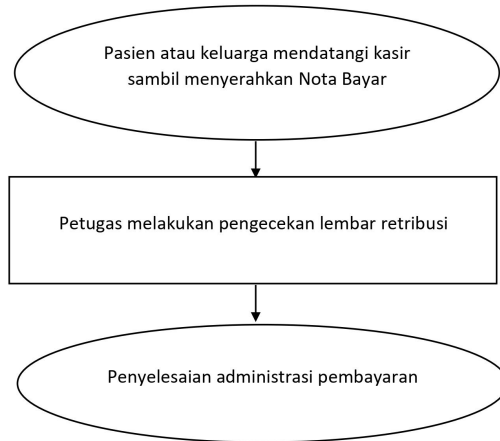 Pasien atau keluarga mendatangi kasir
sambil menyerahkan Nota Bayar
Petugas melakukan pengecekan lembar retribusi
Penyelesaian administrasi pembayaran